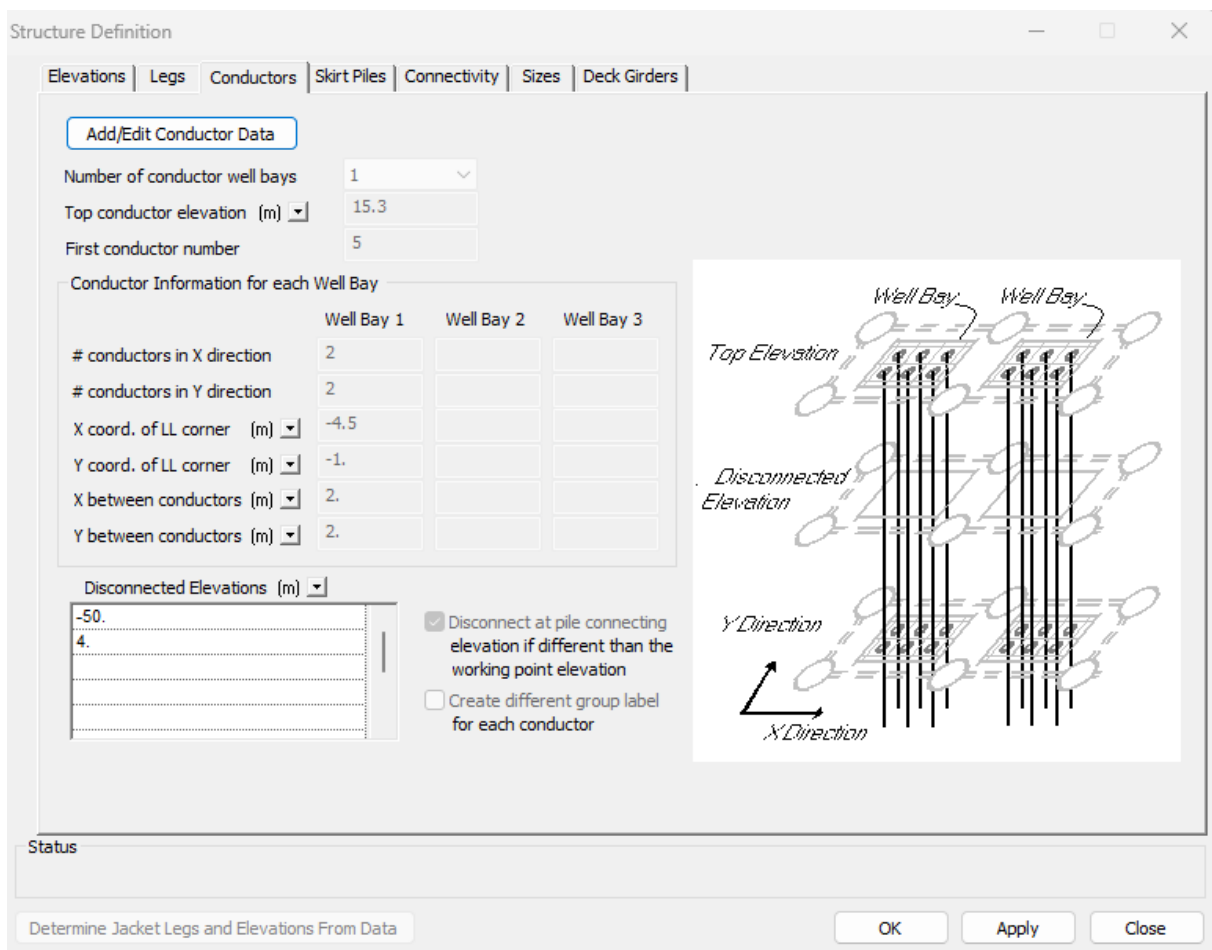 Structure Definition
Elevations Legs Conductors Skirt Piles Connectivity Sizes Deck Girders
Add/Edit Conductor Data
Number of conductor well bays 1
Top conductor elevation (m) 15.3
First conductor number 5
Conductor Information for each Well Bay
Well Bay 1 Well Bay 2 Well Bay 3
# conductors in X direction 2
# conductors in Y direction 2
X coord. of LL corner (m) -4.5
Y coord. of LL corner (m) -1.
X between conductors (m) 2.
Y between conductors (m) 2.
Disconnected Elevations (m)
-50.
4.
Disconnect at pile connecting
elevation if different than the
working point elevation
Create different group label
for each conductor
Well Bay Well Bay
Top Elevation
Disconnected
Elevation
Y Direction
X Direction
Status
Determine Jacket Legs and Elevations From Data OK Apply Close